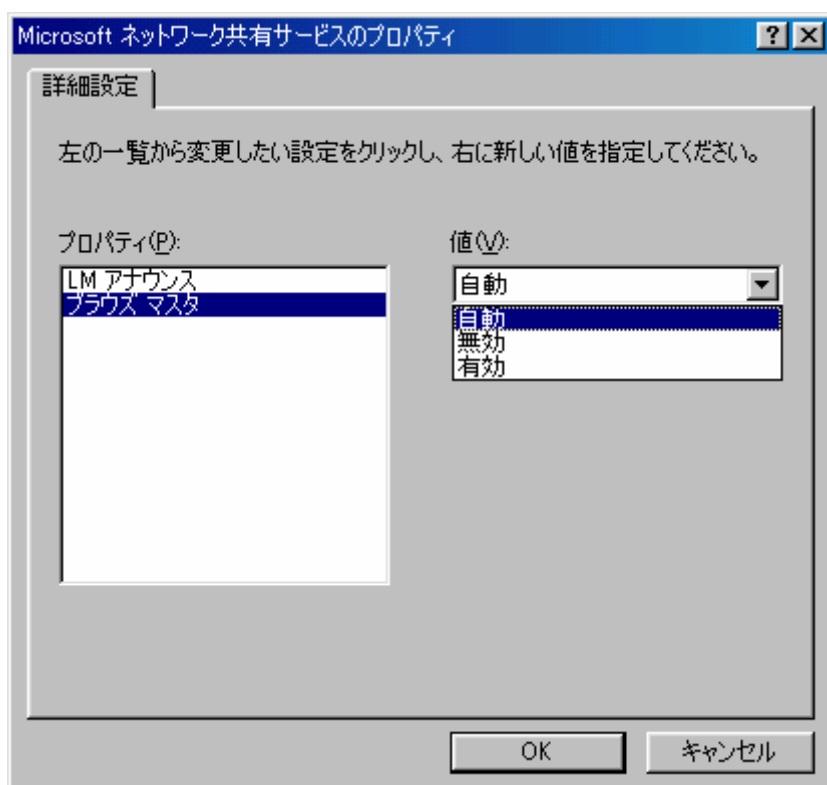 Microsoft ネットワーク共有サービスのプロパティ
詳細設定
左の一覧から変更したい設定をクリックし、右に新しい値を指定してください。
プロパティ(P):
値(V):
LM アナウンス
ブラウズ マスタ
自動
自動
無効
有効
OK
キャンセル